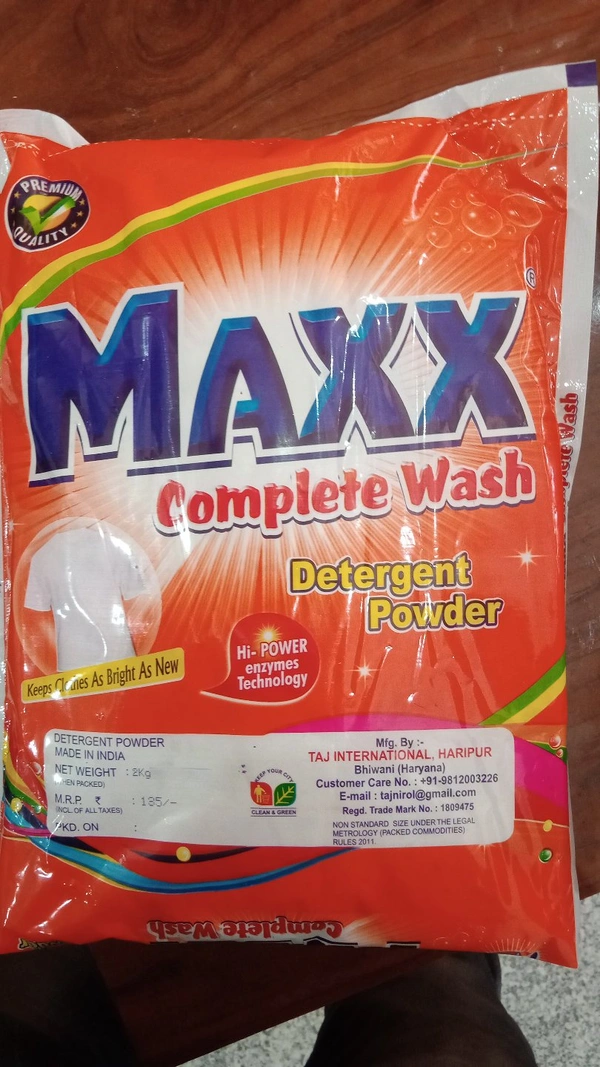 PREMIUM
QUALITY
®
MAXX
Complete Wash
Detergent
Powder
Hi- POWER
enzymes
Technology
Keeps Clothes As Bright As New
DETERGENT POWDER
MADE IN INDIA
NET WEIGHT : 2Kg
(WHEN PACKED)
M.R.P. ₹ : 185/-
(INCL.OF ALL TAXES)
PKD. ON :
KEEP YOUR CITY
CLEAN & GREEN
Mfg. By :-
TAJ INTERNATIONAL, HARIPUR
Bhiwani (Haryana)
Customer Care No. : +91-9812003226
E-mail : tajnirol@gmail.com
Regd. Trade Mark No. : 1809475
NON STANDARD SIZE UNDER THE LEGAL
METROLOGY (PACKED COMMODITIES)
RULES 2011.
Complete Wash
Wash